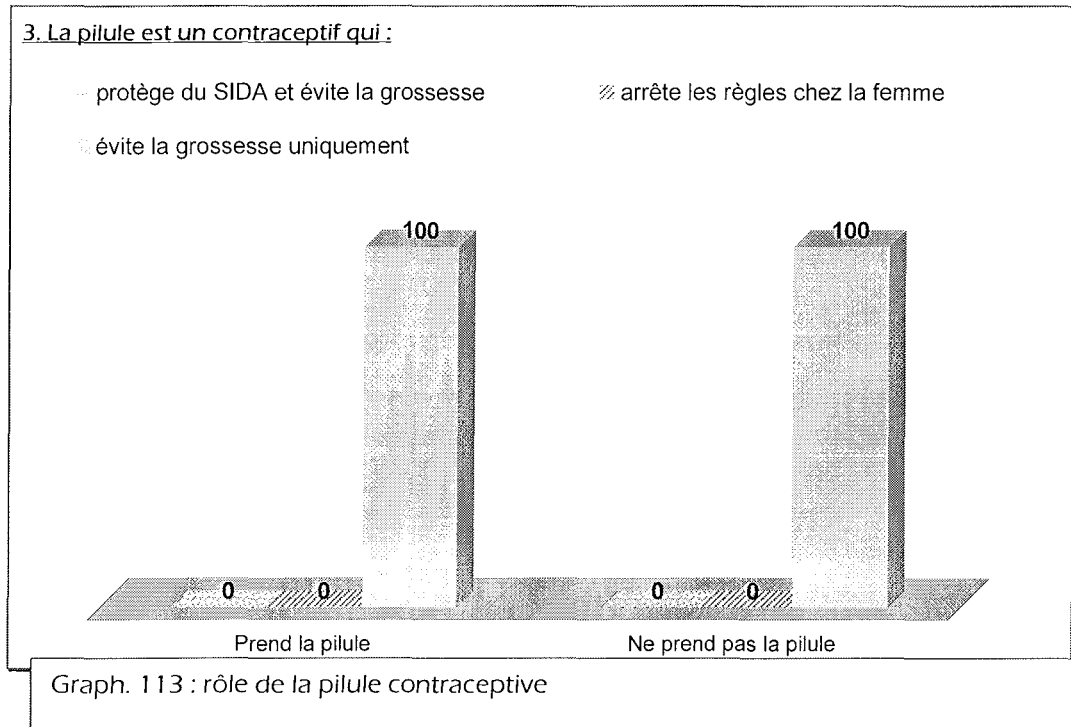 3. La pilule est un contraceptif qui :
protège du SIDA et évite la grossesse
arrête les règles chez la femme
évite la grossesse uniquement
100 100
0 0 0 0
Prend la pilule Ne prend pas la pilule
Graph. 113 : rôle de la pilule contraceptive